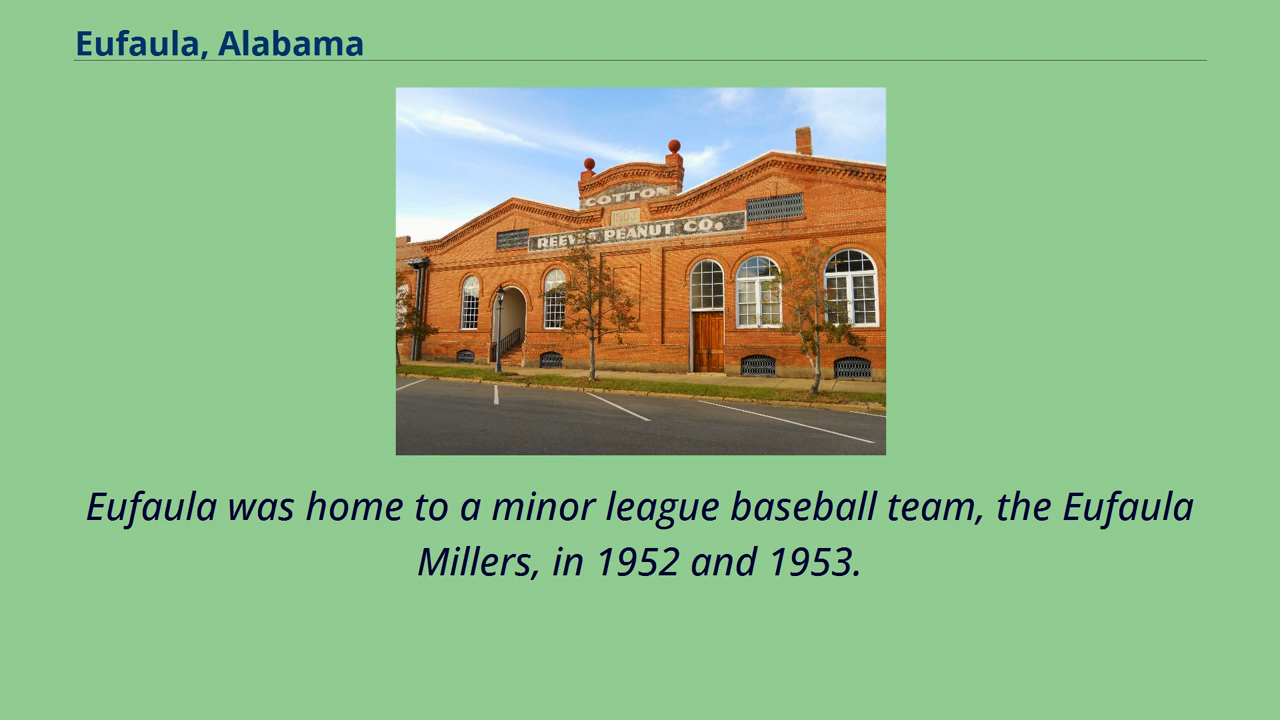 Eufaula, Alabama
COTTON
1902
REEVES PEANUT CO.
Eufaula was home to a minor league baseball team, the Eufaula
Millers, in 1952 and 1953.